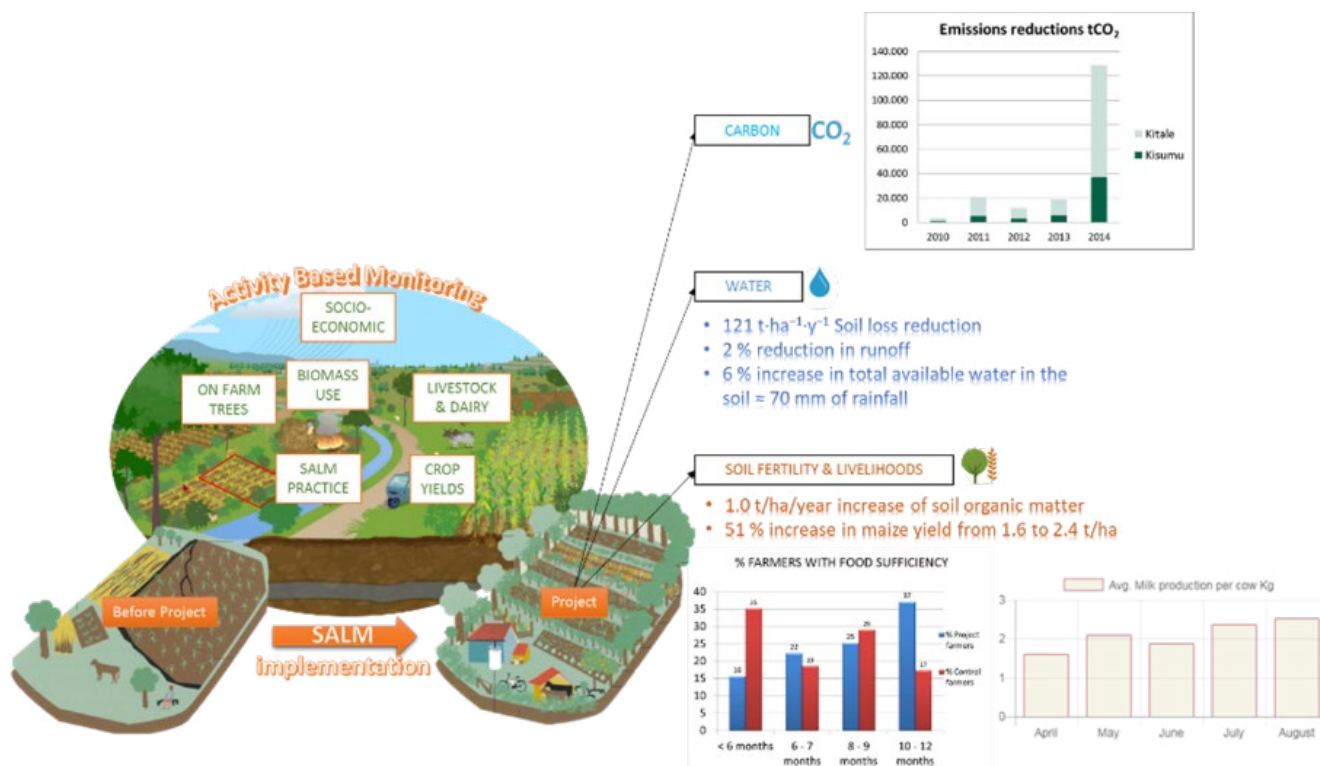 Activity Based Monitoring
SOCIO-
ECONOMIC
ON FARM
TREES
BIOMASS
USE
LIVESTOCK
& DAIRY
SALM
PRACTICE
CROP
YIELDS
Before Project
SALM
implementation
Project
CARBON
CO₂
Emissions reductions tCO₂
140.000
120.000
100.000
80.000
60.000
40.000
20.000
0
2010 2011 2012 2013 2014
Kitale
Kisumu
WATER
• 121 t·ha⁻¹·y⁻¹ Soil loss reduction
• 2 % reduction in runoff
• 6 % increase in total available water in the
soil ≈ 70 mm of rainfall
SOIL FERTILITY & LIVELIHOODS
• 1.0 t/ha/year increase of soil organic matter
• 51 % increase in maize yield from 1.6 to 2.4 t/ha
% FARMERS WITH FOOD SUFFICIENCY
40
35
30
25
20
15
10
5
0
16 35 22 19 25 29 37 17
< 6 months 6 - 7 8 - 9 10 - 12
months months months
% Project
farmers
% Control
farmers
Avg. Milk production per cow Kg
3
2
1
0
April May June July August